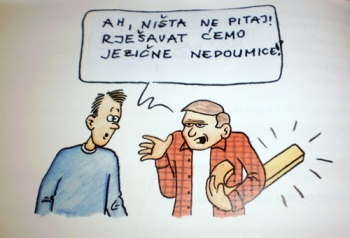 AH, NIŠTA NE PITAJ!
RJEŠAVAT ĆEMO
JEZIČNE NEDOUMICE!